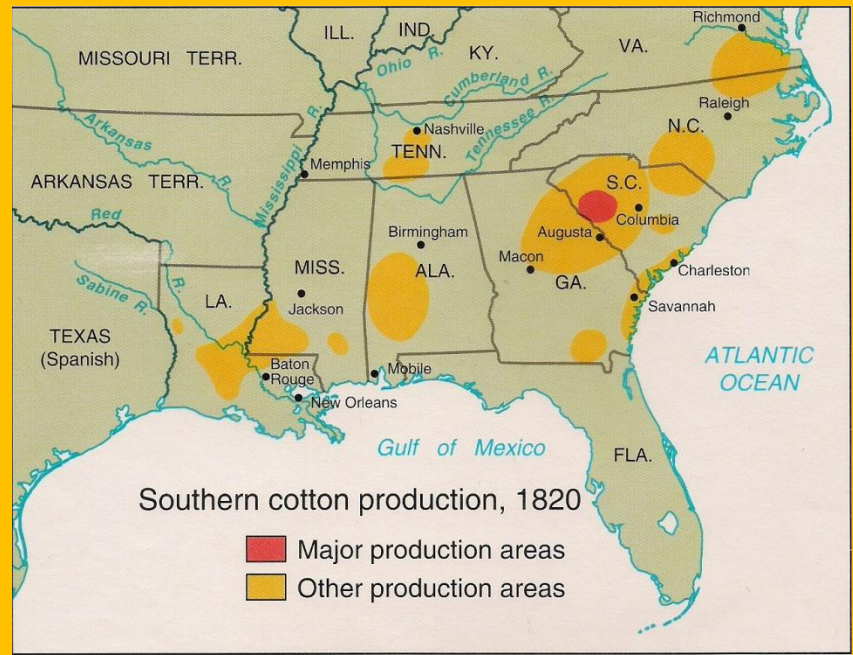 Richmond
ILL.
IND.
VA.
MISSOURI TERR.
KY.
Ohio R.
Cumberland R.
Raleigh
Nashville
Tennessee R.
N.C.
Arkansas R.
TENN.
Mississippi R.
Memphis
ARKANSAS TERR.
S.C.
Red R.
Columbia
Birmingham
Augusta
Macon
MISS.
ALA.
Charleston
GA.
LA.
Sabine R.
Jackson
Savannah
TEXAS
(Spanish)
ATLANTIC
OCEAN
Baton
Rouge
Mobile
New Orleans
Gulf of Mexico
FLA.
Southern cotton production, 1820
Major production areas
Other production areas